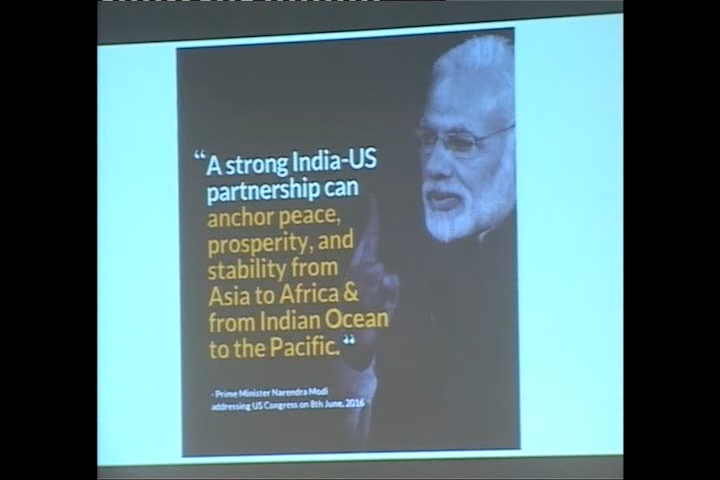 “A strong India-US
partnership can
anchor peace,
prosperity, and
stability from
Asia to Africa &
from Indian Ocean
to the Pacific.”
- Prime Minister Narendra Modi
addressing US Congress on 8th June, 2016